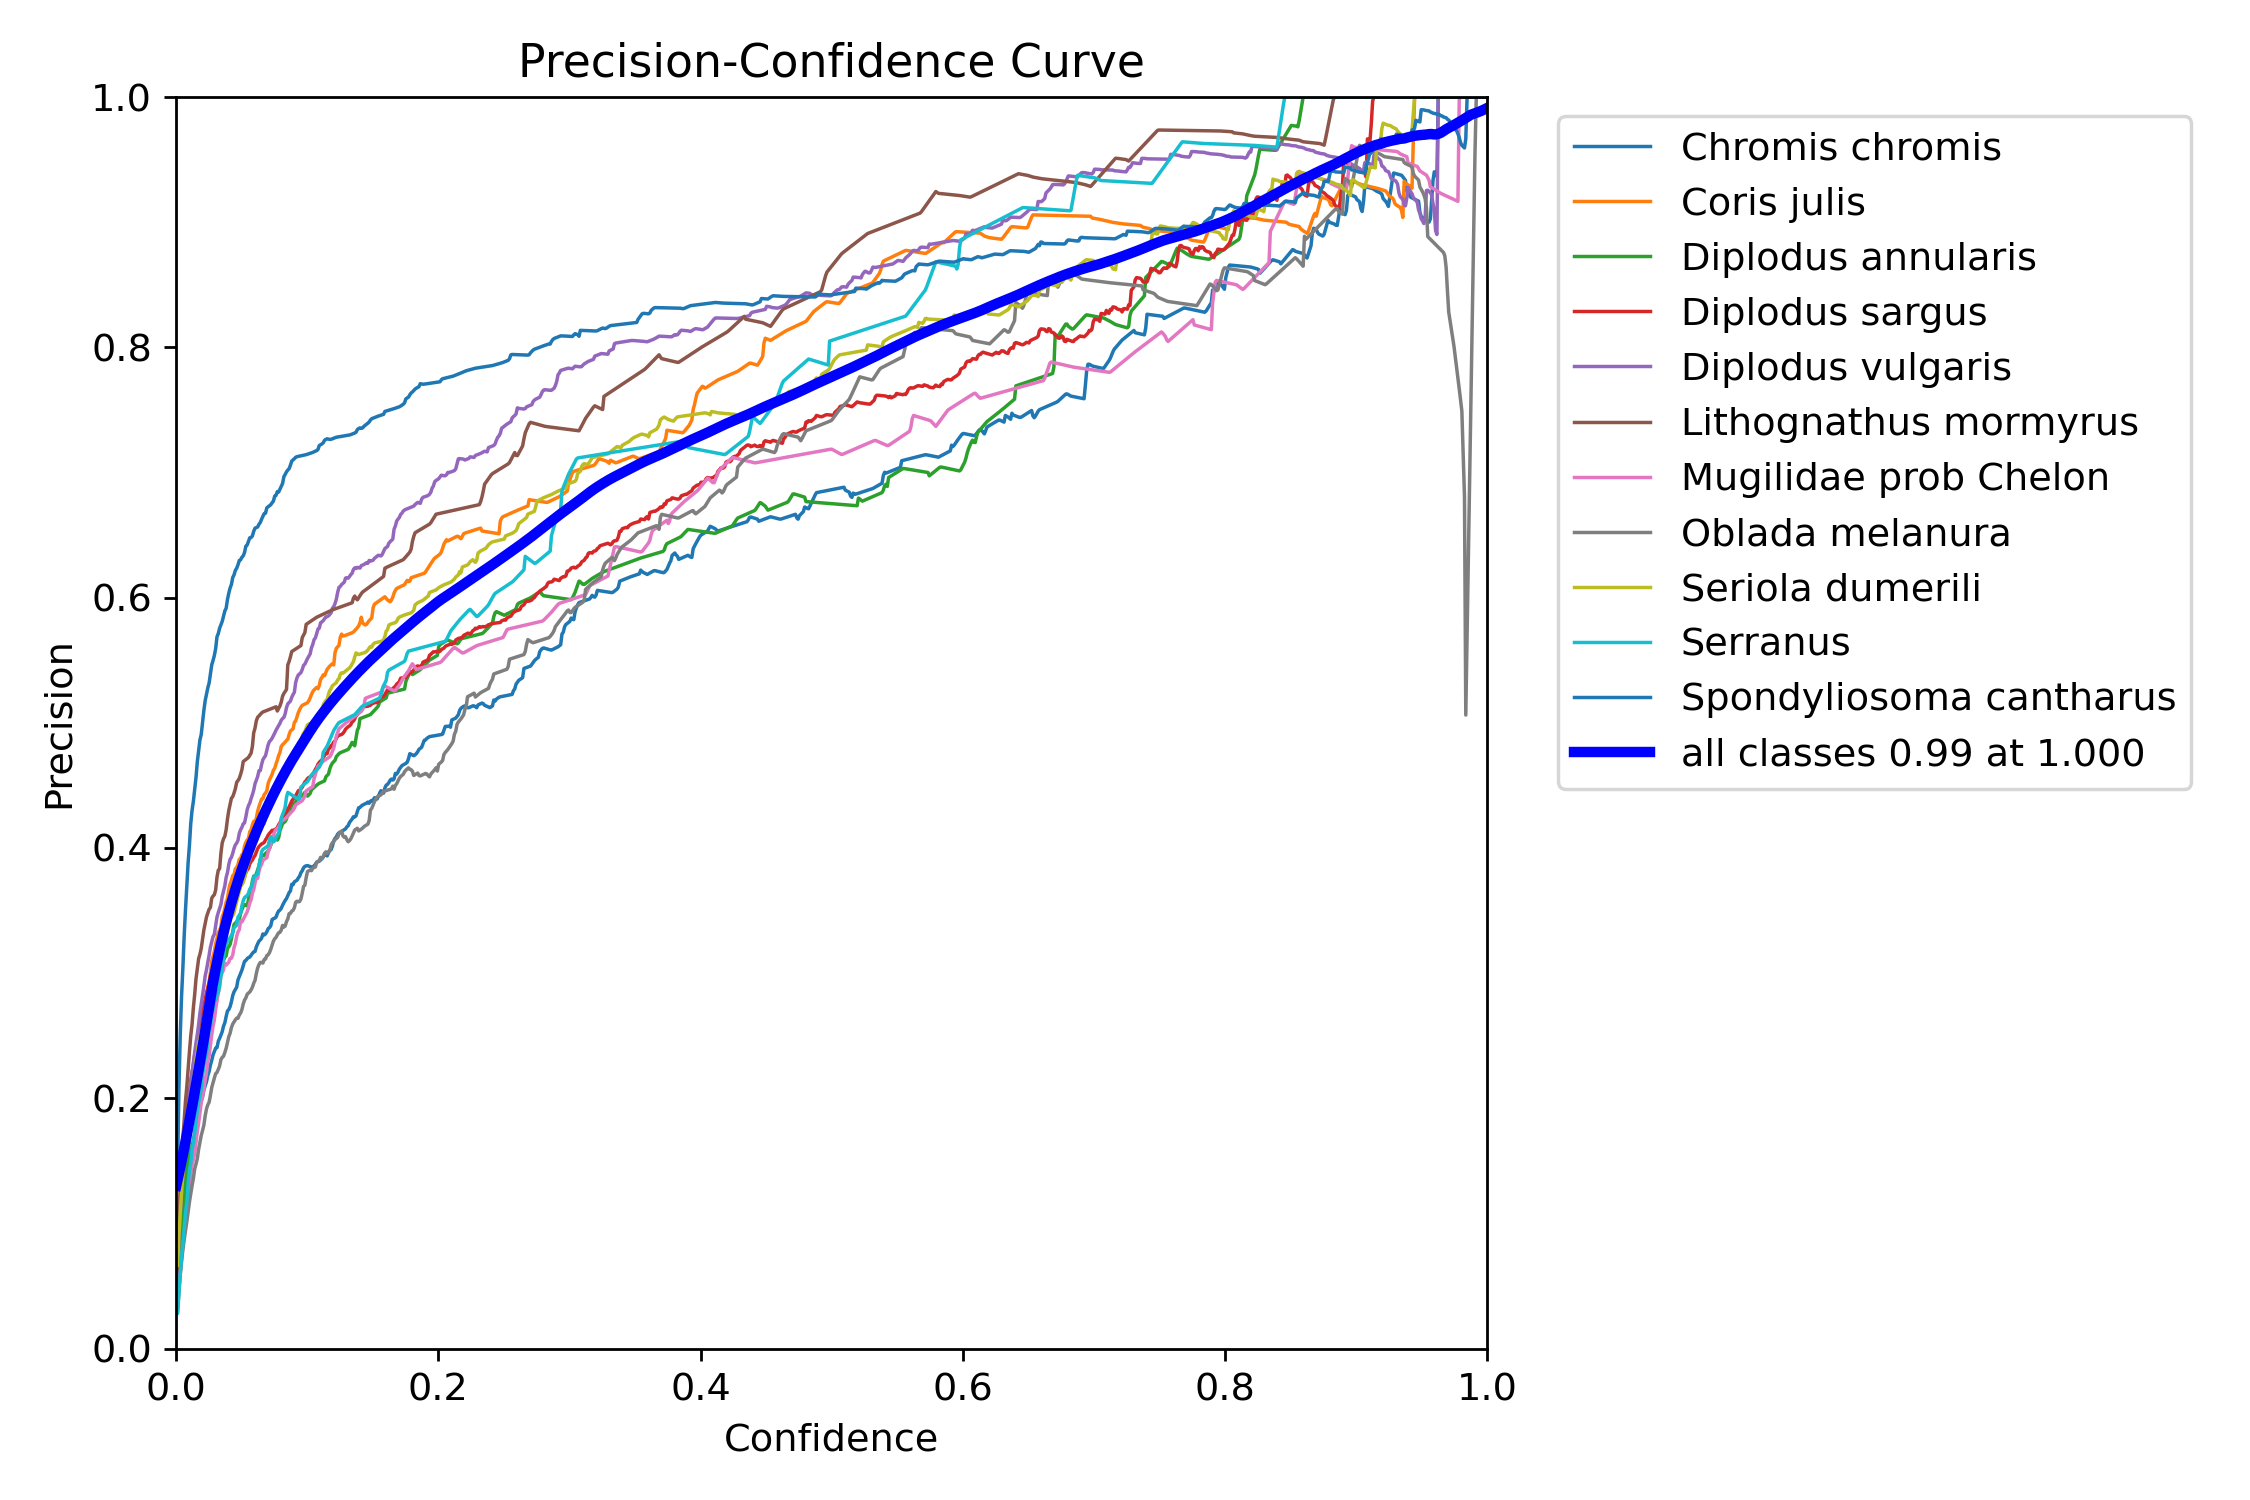 Precision-Confidence Curve
1.0
0.8
0.6
0.4
0.2
0.0
Precision
0.0 0.2 0.4 0.6 0.8 1.0
Confidence
Chromis chromis
Coris julis
Diplodus annularis
Diplodus sargus
Diplodus vulgaris
Lithognathus mormyrus
Mugilidae prob Chelon
Oblada melanura
Seriola dumerili
Serranus
Spondyliosoma cantharus
all classes 0.99 at 1.000